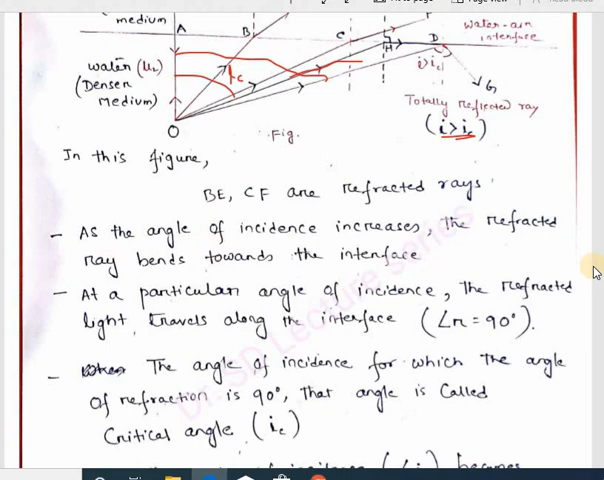 medium
A
B
C
D
H
water-air
interface
water (μ₂)
(Denser
medium)
i>ic
G
Totally Reflected ray
(i>ic)
O
Fig.
In this figure,
BE, CF are refracted rays
- As the angle of incidence increases, the refracted
ray bends towards the interface
- At a particular angle of incidence, the refracted
light travels along the interface (∠r = 90°).
- The angle of incidence for which the angle
of refraction is 90°, that angle is called
Critical angle (ic)
becomes